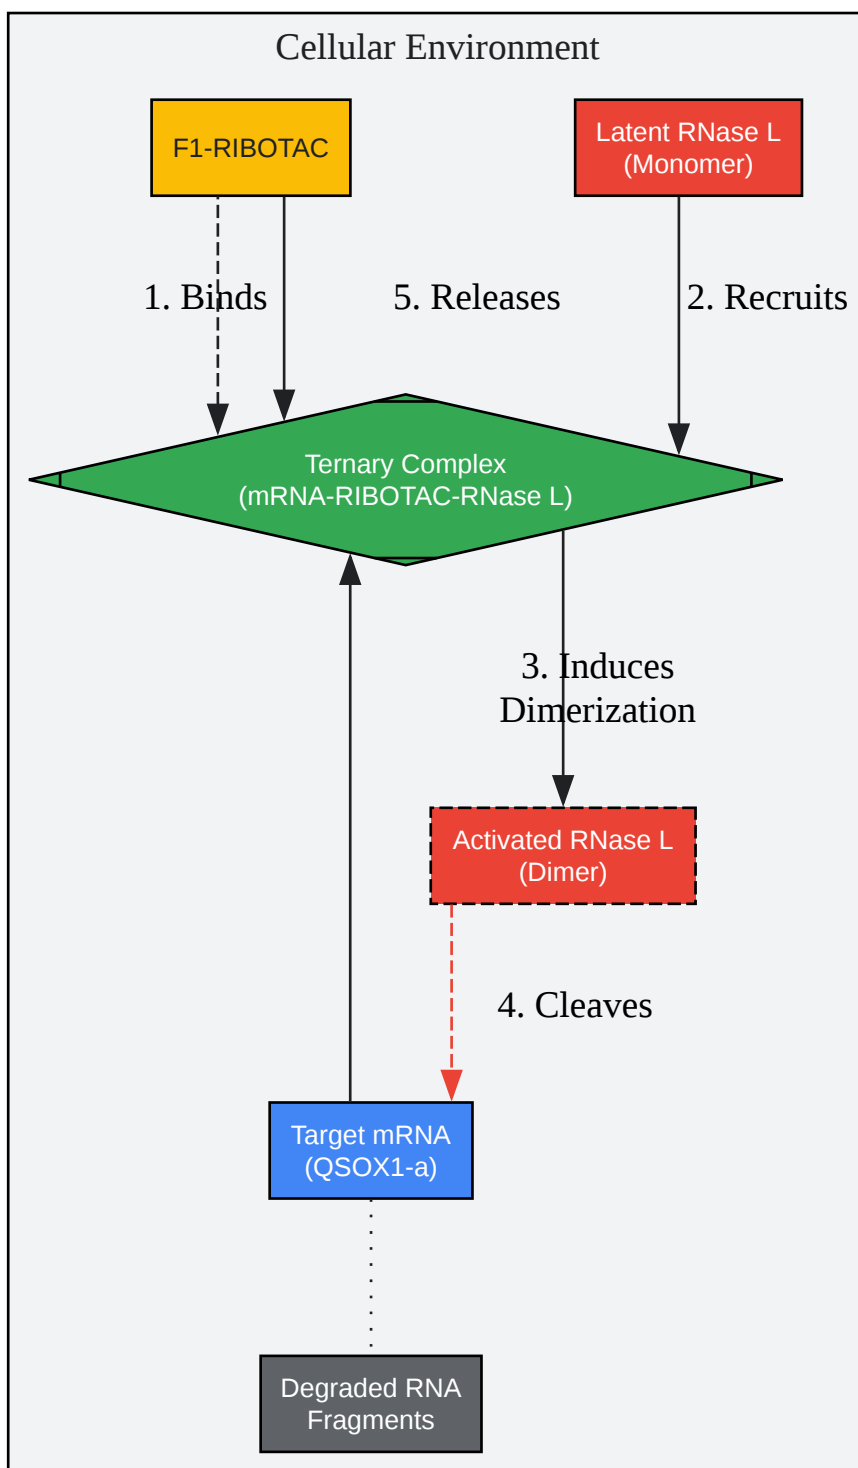 Cellular Environment
F1-RIBOTAC
Latent RNase L
(Monomer)
1. Binds
5. Releases
2. Recruits
Ternary Complex
(mRNA-RIBOTAC-RNase L)
3. Induces
Dimerization
Activated RNase L
(Dimer)
4. Cleaves
Target mRNA
(QSOX1-a)
Degraded RNA
Fragments